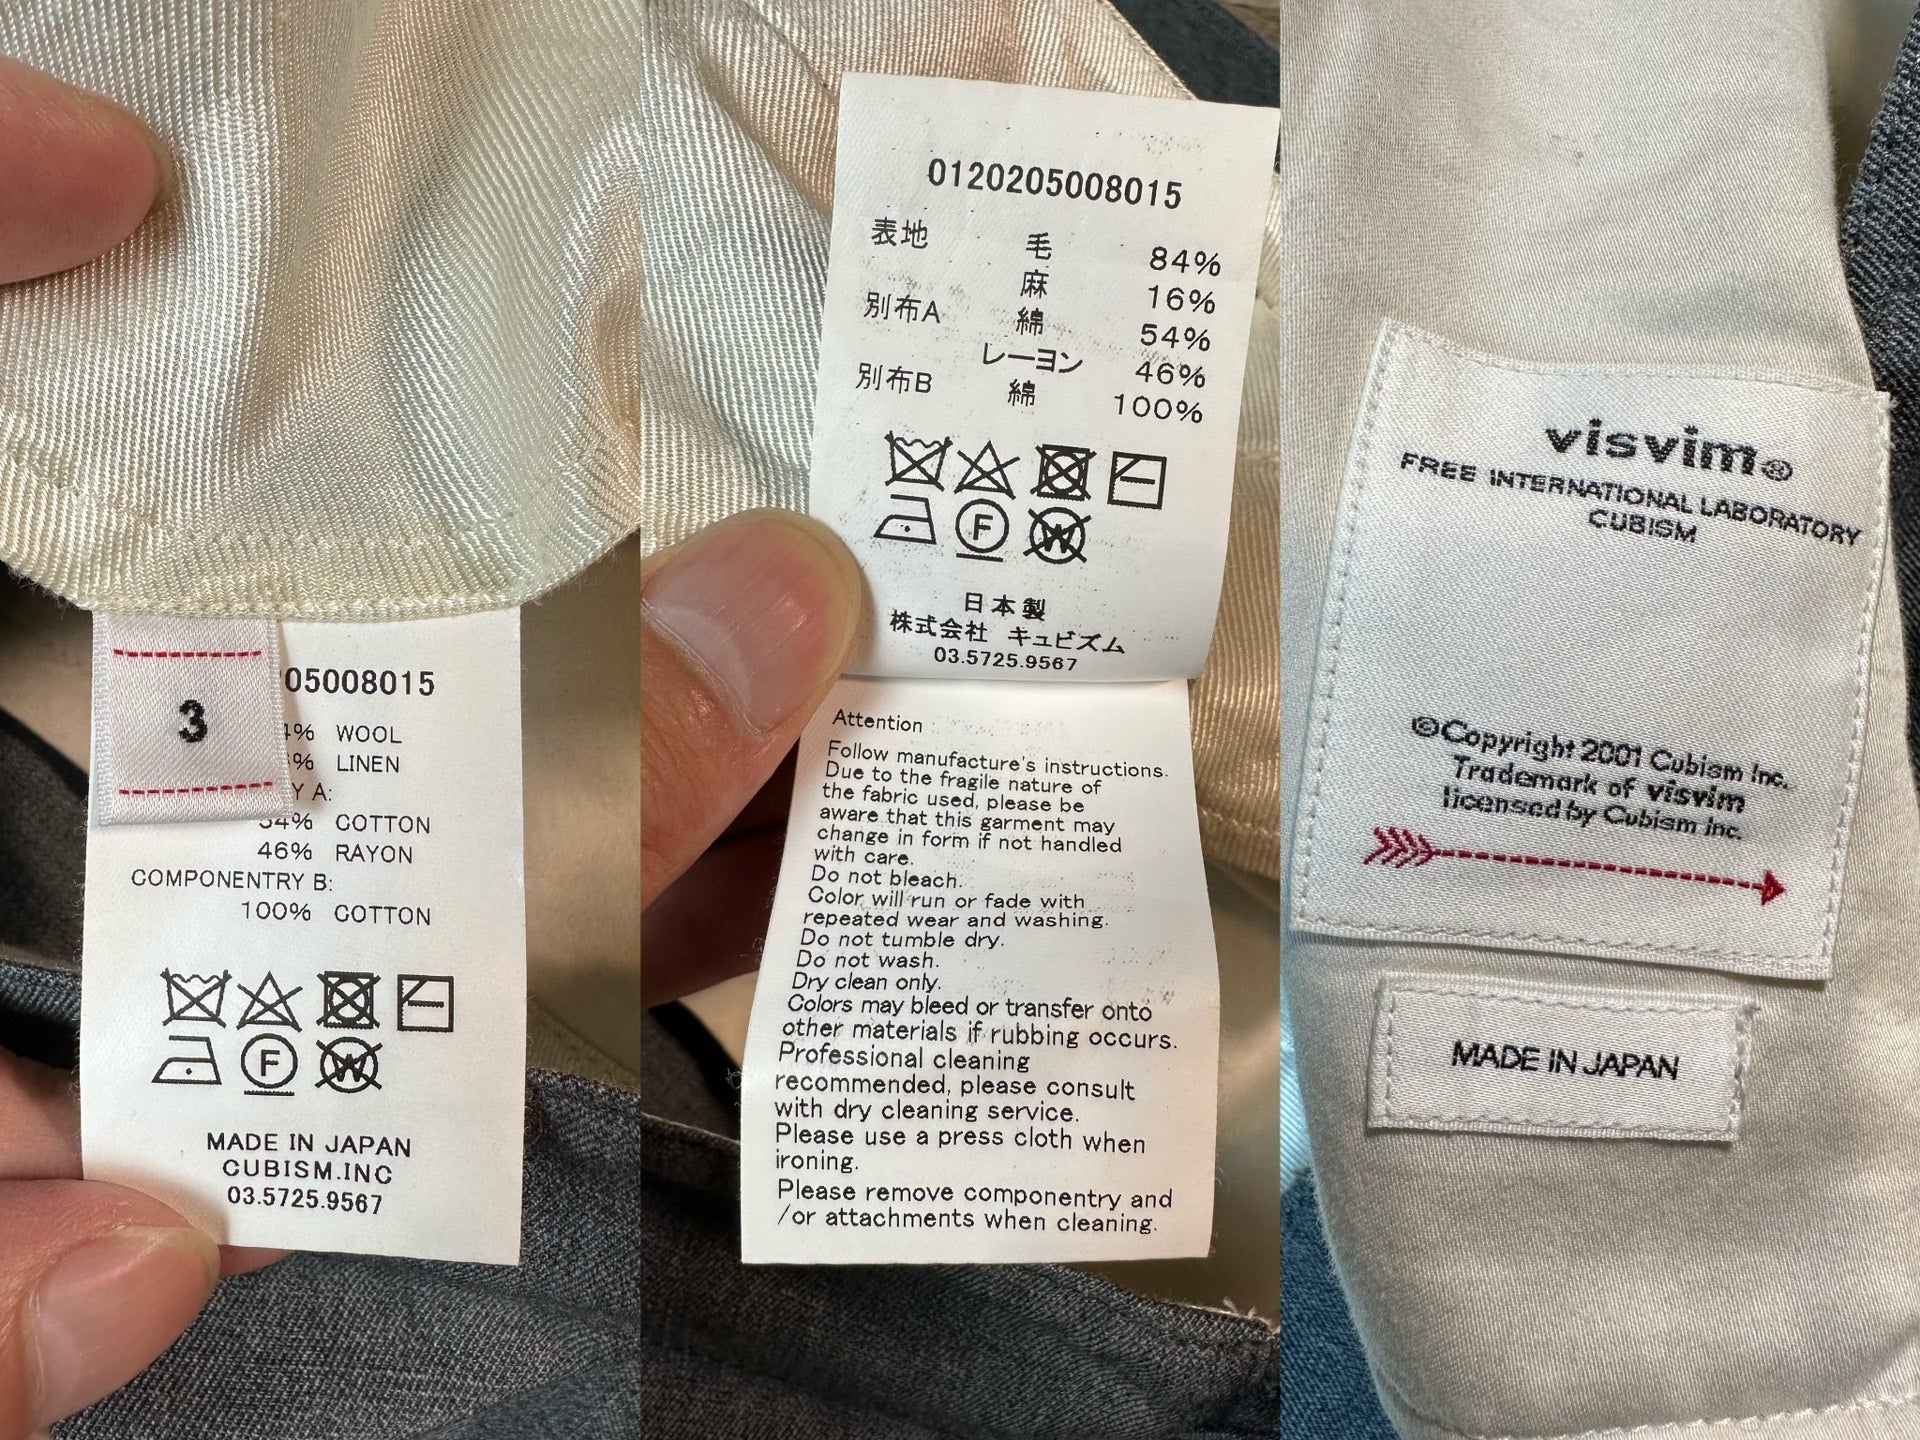 3
05008015
4% WOOL
% LINEN
Y A:
54% COTTON
46% RAYON
COMPONENTRY B:
100% COTTON
F
W
MADE IN JAPAN
CUBISM.INC
03.5725.9567
0120205008015
表地 毛 84%
麻 16%
別布A 綿 54%
レーヨン 46%
別布B 綿 100%
F
W
日本製
株式会社 キュビズム
03.5725.9567
Attention
Follow manufacture's instructions.
Due to the fragile nature of
the fabric used, please be
aware that this garment may
change in form if not handled
with care.
Do not bleach.
Color will run or fade with
repeated wear and washing.
Do not tumble dry.
Do not wash.
Dry clean only.
Colors may bleed or transfer onto
other materials if rubbing occurs.
Professional cleaning
recommended, please consult
with dry cleaning service.
Please use a press cloth when
ironing.
Please remove componentry and
/or attachments when cleaning.
visvim®
FREE INTERNATIONAL LABORATORY
CUBISM
©Copyright 2001 Cubism Inc.
Trademark of visvim
licensed by Cubism Inc.
MADE IN JAPAN